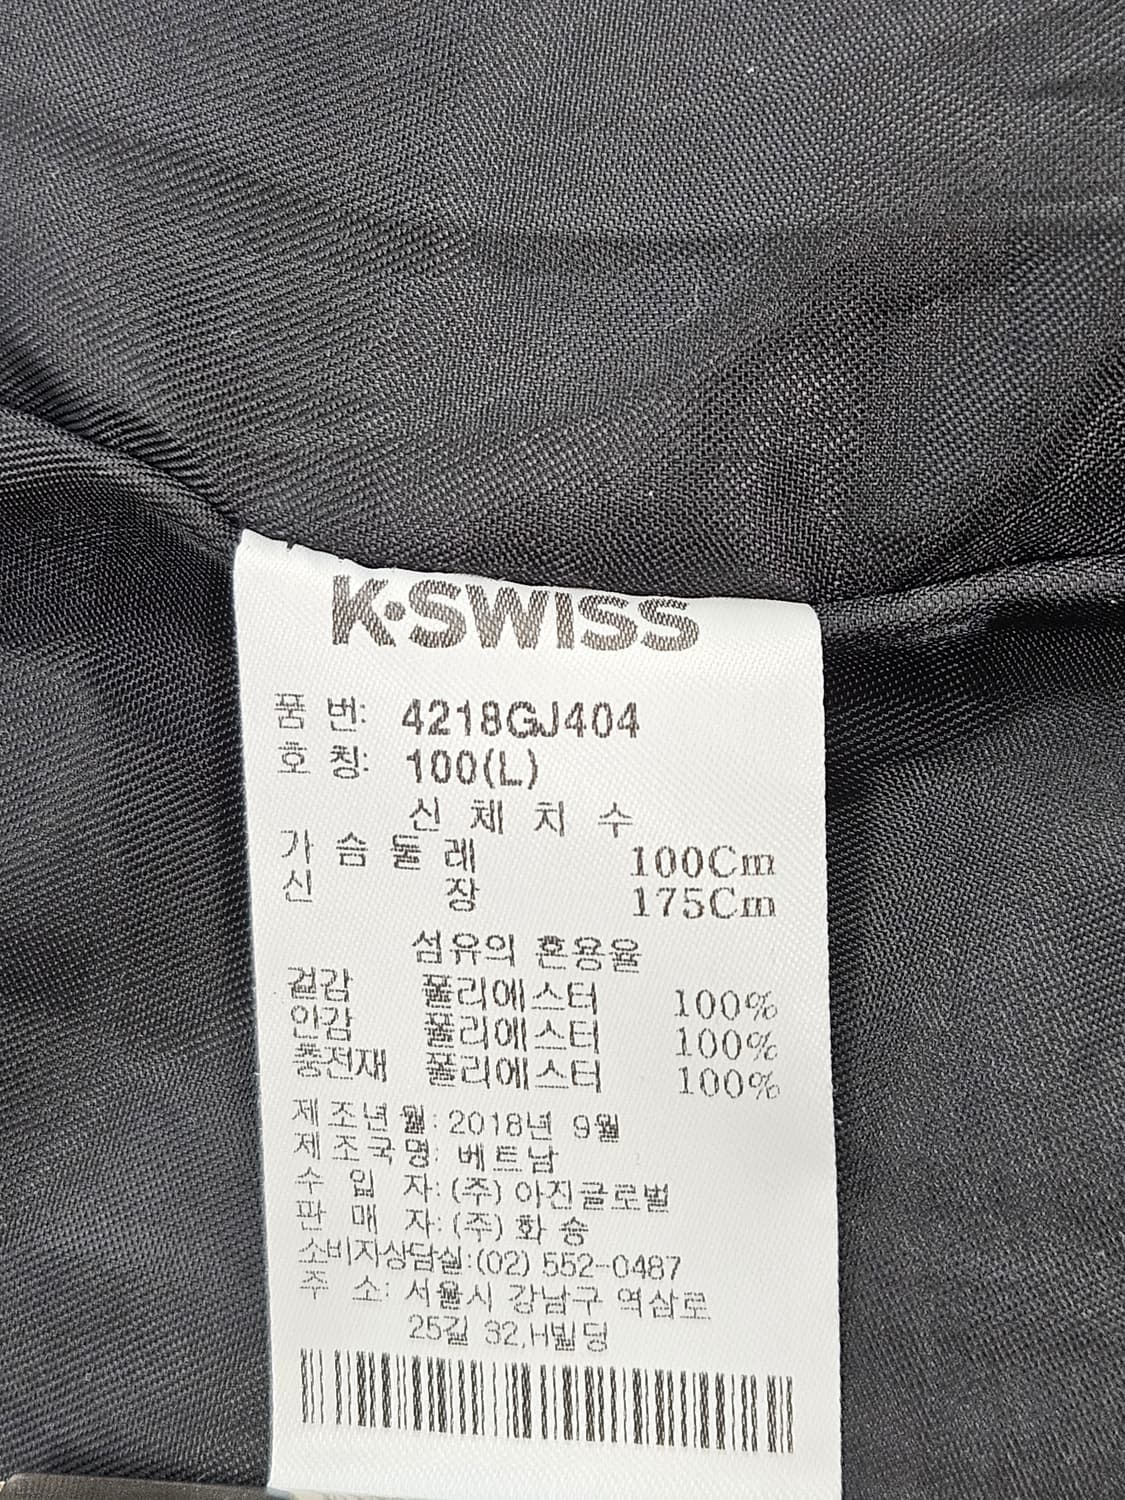 K·SWISS
품 번: 4218GJ404
호 칭: 100(L)
신 체 치 수
가 슴 둘 레 100Cm
신 장 175Cm
섬유의 혼용율
겉감 폴리에스터 100%
안감 폴리에스터 100%
충전재 폴리에스터 100%
제조년월: 2018년 9월
제조국명: 베트남
수 입 자: (주) 아진글로벌
판 매 자: (주) 화 승
소비자상담실:(02) 552-0487
주 소: 서울시 강남구 역삼로
25길 32,H빌딩